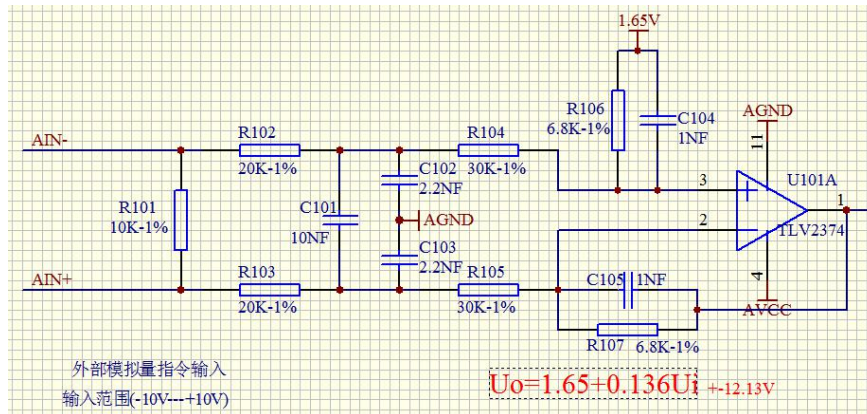 1.65V
R106
6.8K-1%
C104
1NF
AGND
11
AIN-
R102
20K-1%
R104
30K-1%
C102
2.2NF
3
U101A
1
R101
10K-1%
C101
10NF
AGND
2
TLV2374
C103
2.2NF
4
AIN+
R103
20K-1%
R105
30K-1%
C105
1NF
AVCC
R107
6.8K-1%
外部模拟量指令输入
输入范围(-10V---+10V)
Uo=1.65+0.136Ui
+-12.13V